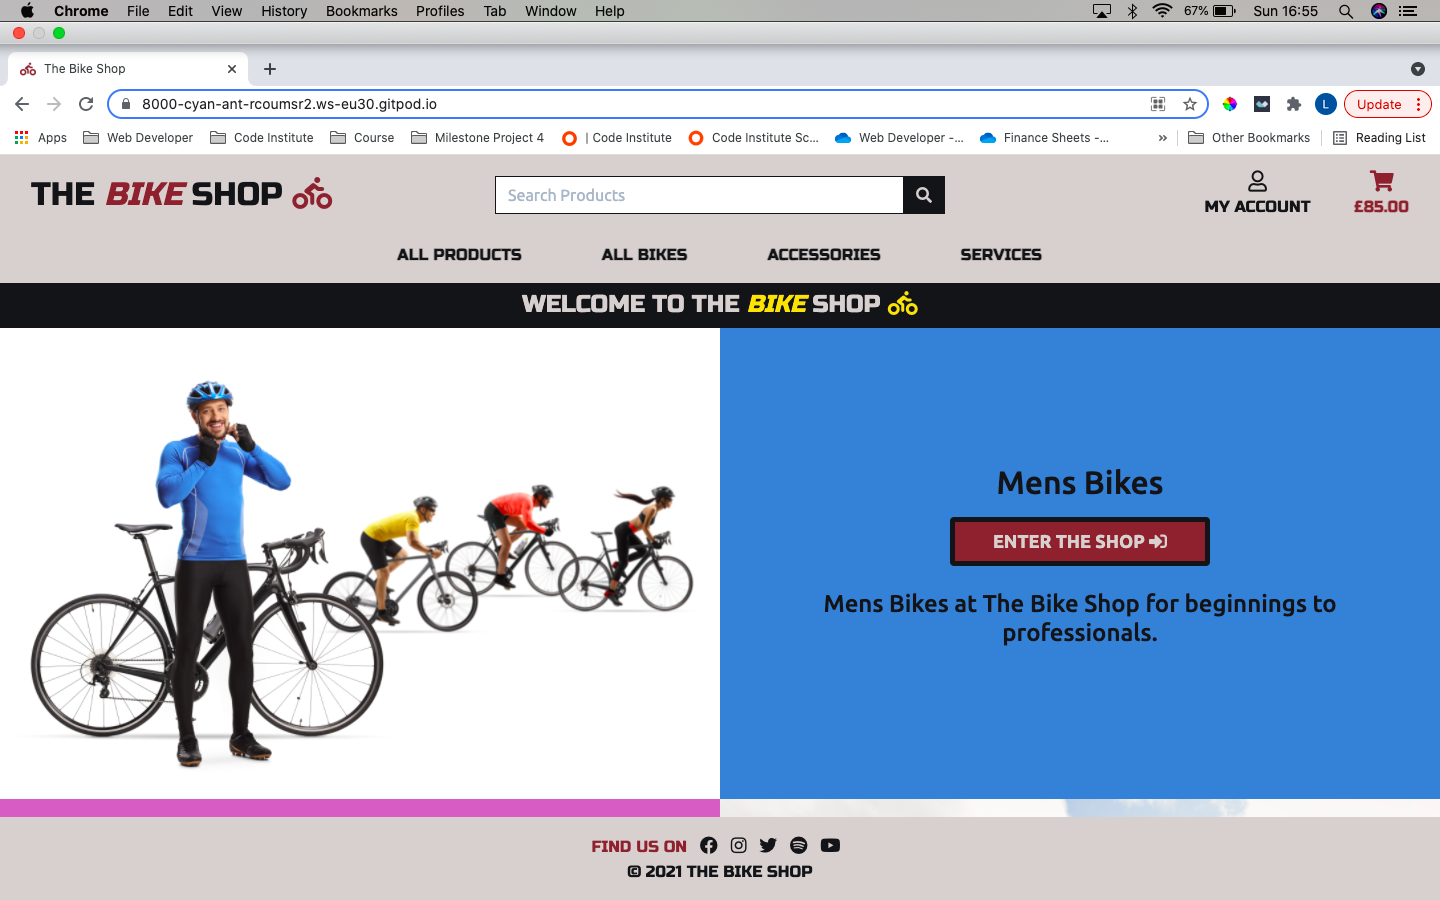 Chrome File Edit View History Bookmarks Profiles Tab Window Help 67% Sun 16:55
The Bike Shop
8000-cyan-ant-rcoumsr2.ws-eu30.gitpod.io L Update
Apps Web Developer Code Institute Course Milestone Project 4 | Code Institute Code Institute Sc... Web Developer -... Finance Sheets -... » Other Bookmarks Reading List
THE BIKE SHOP
Search Products
MY ACCOUNT £85.00
ALL PRODUCTS ALL BIKES ACCESSORIES SERVICES
WELCOME TO THE BIKE SHOP
Mens Bikes
ENTER THE SHOP
Mens Bikes at The Bike Shop for beginnings to
professionals.
FIND US ON
© 2021 THE BIKE SHOP